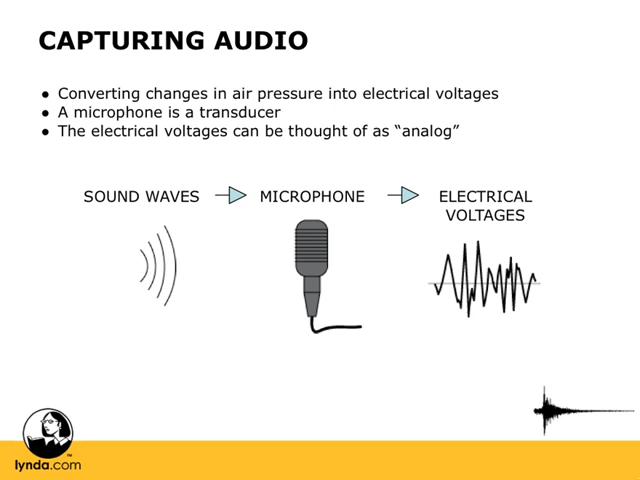 CAPTURING AUDIO
● Converting changes in air pressure into electrical voltages
● A microphone is a transducer
● The electrical voltages can be thought of as “analog”
SOUND WAVES
MICROPHONE
ELECTRICAL
VOLTAGES
lynda.com
TM